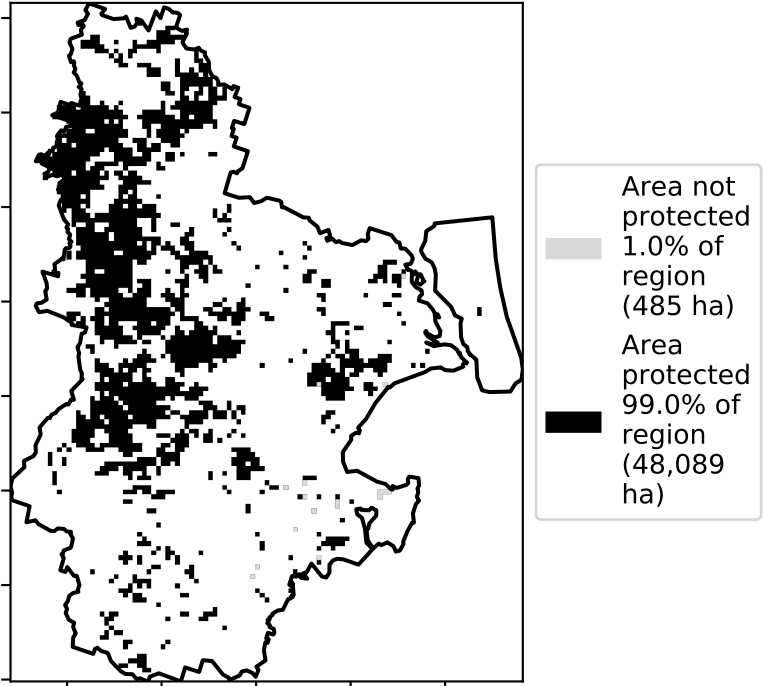 Area not
protected
1.0% of
region
(485 ha)
Area
protected
99.0% of
region
(48,089
ha)